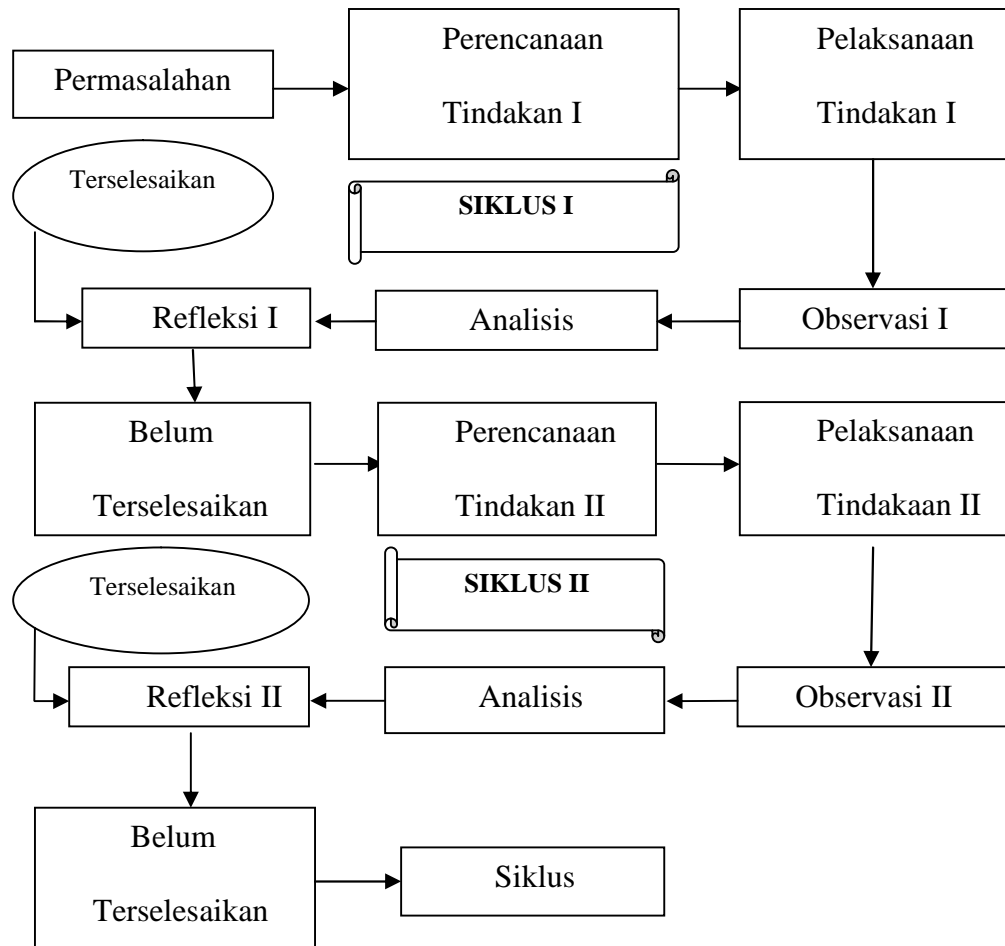 Permasalahan
Perencanaan
Tindakan I
Pelaksanaan
Tindakan I
Terselesaikan
SIKLUS I
Refleksi I
Analisis
Observasi I
Belum
Terselesaikan
Perencanaan
Tindakan II
Pelaksanaan
Tindakaan II
Terselesaikan
SIKLUS II
Refleksi II
Analisis
Observasi II
Belum
Terselesaikan
Siklus